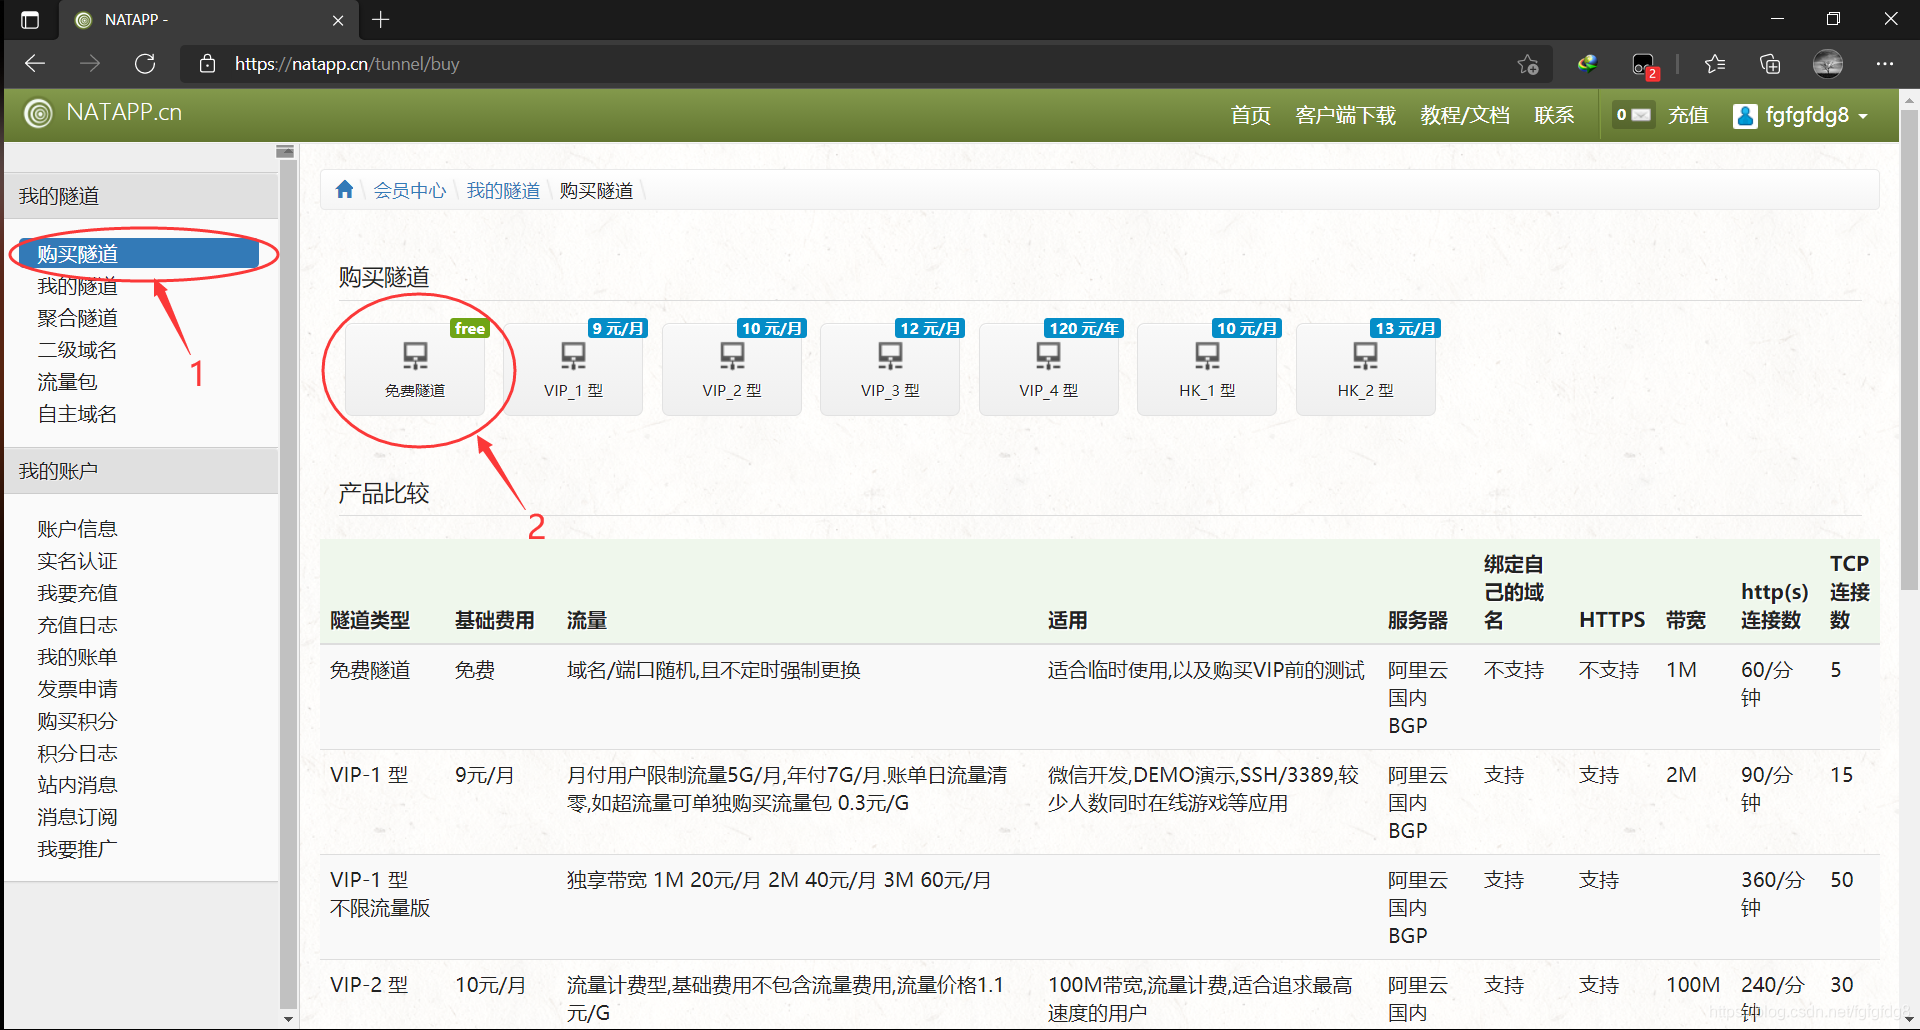 NATAPP -
https://natapp.cn/tunnel/buy
2
NATAPP.cn
首页 客户端下载 教程/文档 联系 0 充值 fgfgfdg8
我的隧道
购买隧道
我的隧道
聚合隧道
二级域名
流量包
自主域名
1
我的账户
账户信息
实名认证
我要充值
充值日志
我的账单
发票申请
购买积分
积分日志
站内消息
消息订阅
我要推广
会员中心 我的隧道 购买隧道
购买隧道
free 9 元/月 10 元/月 12 元/月 120 元/年 10 元/月 13 元/月
免费隧道 VIP_1 型 VIP_2 型 VIP_3 型 VIP_4 型 HK_1 型 HK_2 型
2
产品比较
隧道类型 基础费用 流量 适用 服务器 绑定自己的域名 HTTPS 带宽 http(s)连接数 TCP连接数
免费隧道 免费 域名/端口随机,且不定时强制更换 适合临时使用,以及购买VIP前的测试 阿里云 不支持 不支持 1M 60/分 5
国内 钟
BGP
VIP-1 型 9元/月 月付用户限制流量5G/月,年付7G/月.账单日流量清 微信开发,DEMO演示,SSH/3389,较 阿里云 支持 支持 2M 90/分 15
零,如超流量可单独购买流量包 0.3元/G 少人数同时在线游戏等应用 国内 钟
BGP
VIP-1 型 独享带宽 1M 20元/月 2M 40元/月 3M 60元/月 阿里云 支持 支持 360/分 50
不限流量版 国内 钟
BGP
VIP-2 型 10元/月 流量计费型,基础费用不包含流量费用,流量价格1.1 100M带宽,流量计费,适合追求最高 阿里云 支持 支持 100M 240/分 30
元/G 速度的用户 国内 钟
https://blog.csdn.net/fgfgfdg8